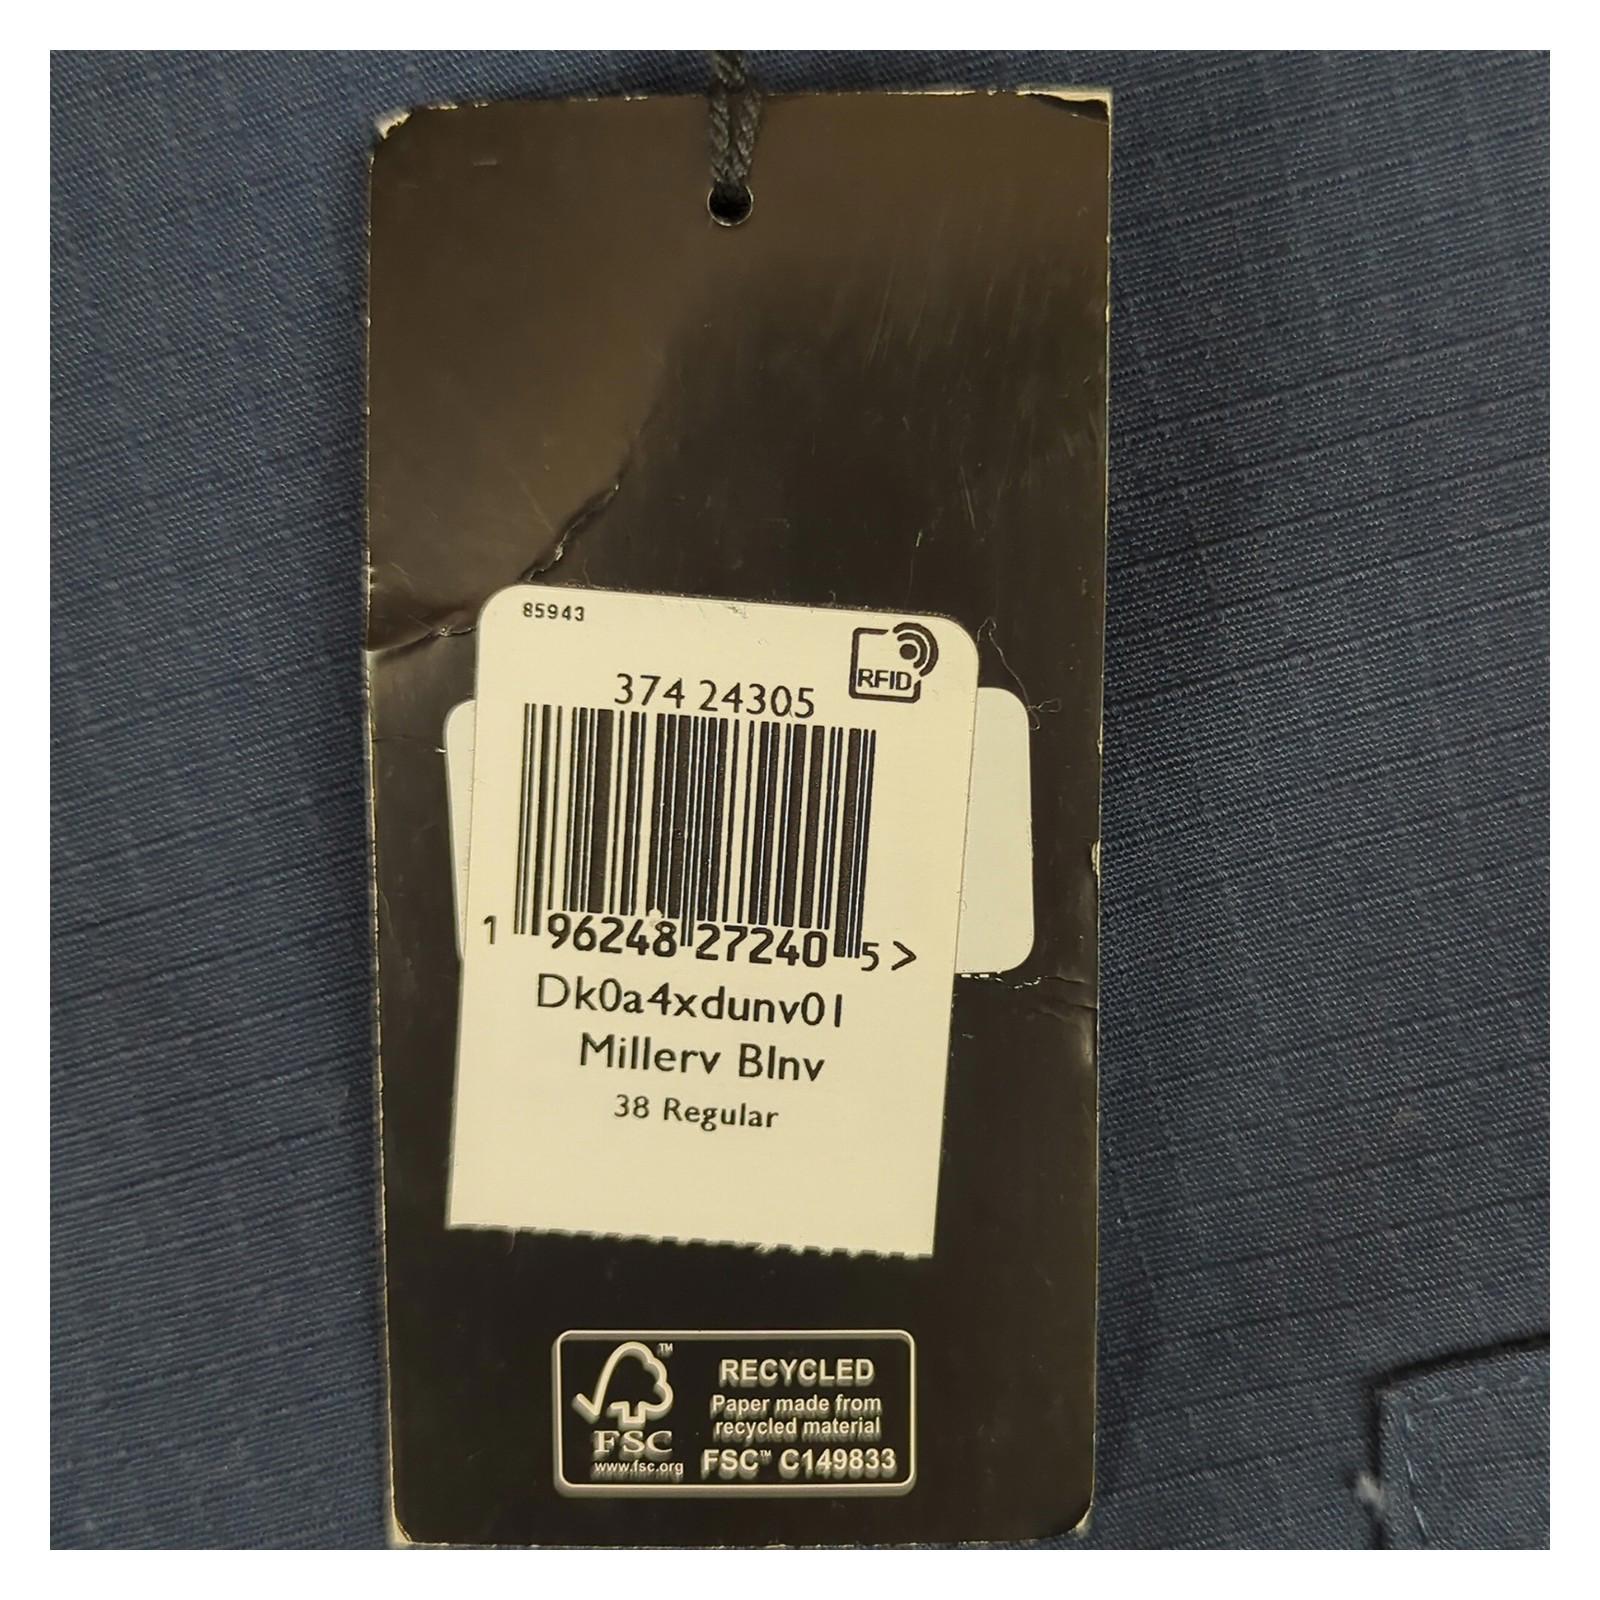 85943
RFID
374 24305
1 96248 27240 5 >
Dk0a4xdunv01
Millerv Blnv
38 Regular
FSC
www.fsc.org
™
RECYCLED
Paper made from
recycled material
FSC™ C149833